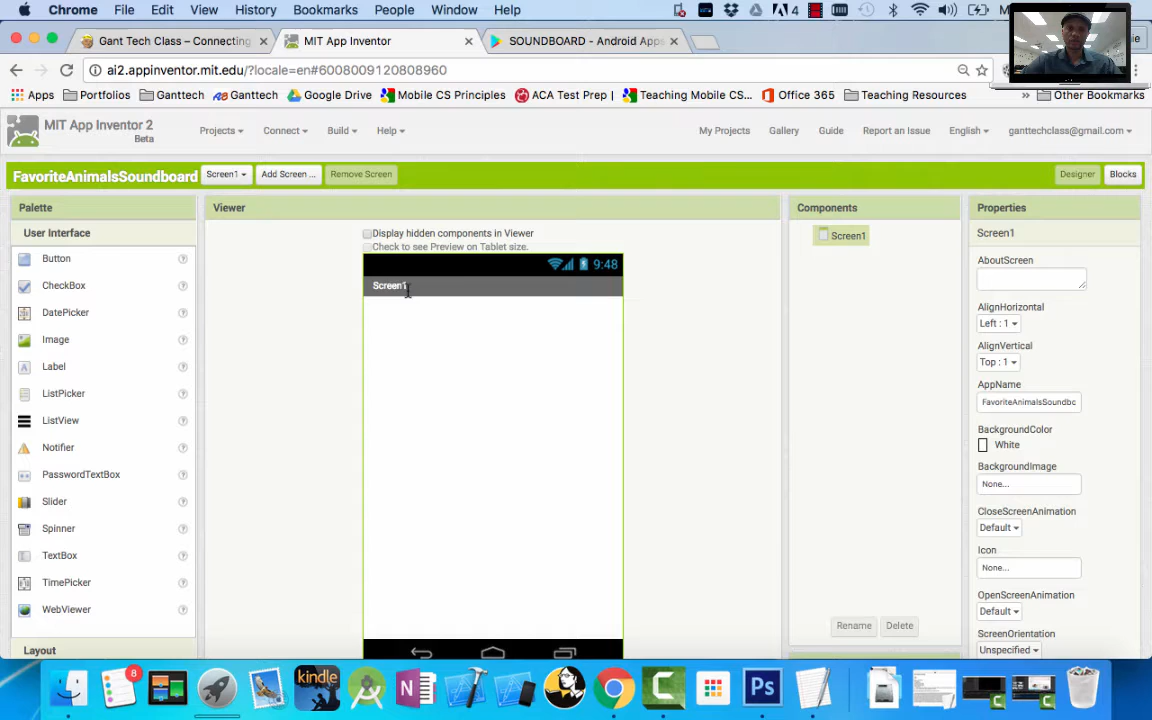 Chrome File Edit View History Bookmarks People Window Help 4
Gant Tech Class – Connecting MIT App Inventor SOUNDBOARD - Android Apps
ai2.appinventor.mit.edu/?locale=en#6008009120808960
Apps Portfolios Ganttech Ganttech Google Drive Mobile CS Principles ACA Test Prep | Teaching Mobile CS... Office 365 Teaching Resources » Other Bookmarks
MIT App Inventor 2
Beta
Projects Connect Build Help My Projects Gallery Guide Report an Issue English ganttechclass@gmail.com
FavoriteAnimalsSoundboard Screen1 Add Screen ... Remove Screen Designer Blocks
Palette Viewer Components Properties
User Interface
Button
CheckBox
DatePicker
Image
Label
ListPicker
ListView
Notifier
PasswordTextBox
Slider
Spinner
TextBox
TimePicker
WebViewer
Layout
Display hidden components in Viewer
Check to see Preview on Tablet size.
9:48
Screen1
Screen1
Rename Delete
Screen1
AboutScreen
AlignHorizontal
Left : 1
AlignVertical
Top : 1
AppName
FavoriteAnimalsSoundbc
BackgroundColor
White
BackgroundImage
None...
CloseScreenAnimation
Default
Icon
None...
OpenScreenAnimation
Default
ScreenOrientation
Unspecified
8
kindle